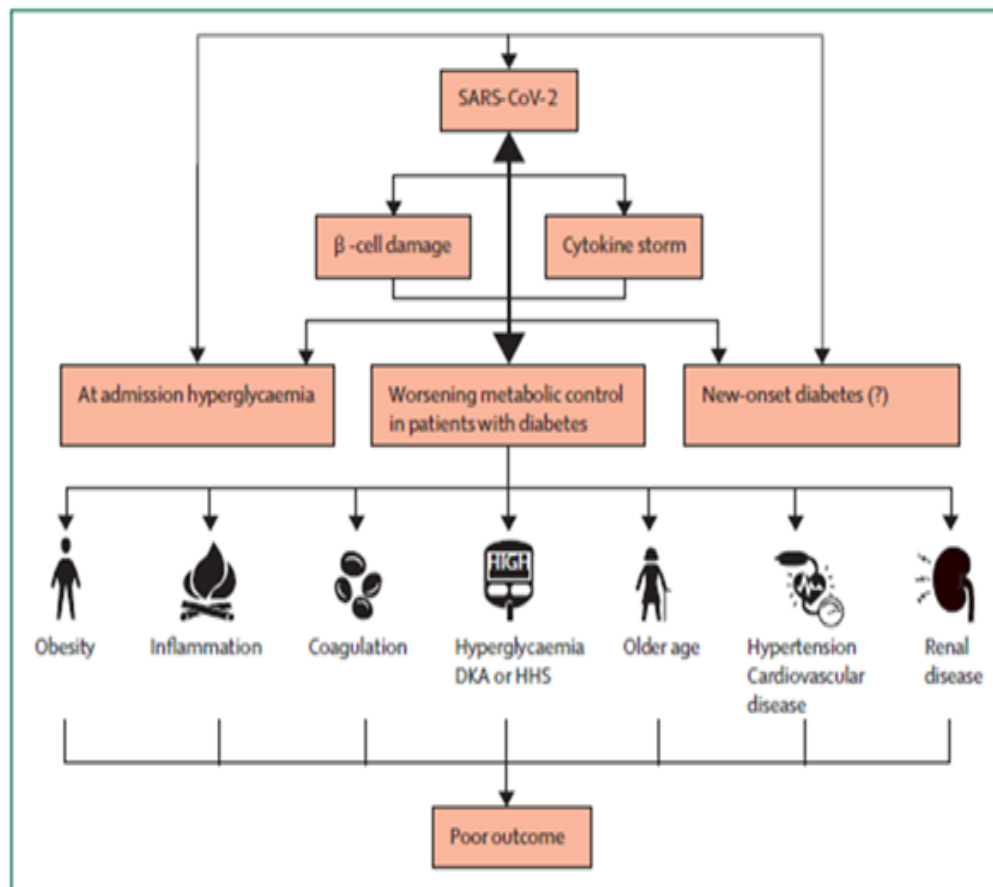 SARS-CoV-2
β -cell damage
Cytokine storm
At admission hyperglycaemia
Worsening metabolic control
in patients with diabetes
New-onset diabetes (?)
HIGH
Obesity
Inflammation
Coagulation
Hyperglycaemia
DKA or HHS
Older age
Hypertension
Cardiovascular
disease
Renal
disease
Poor outcome